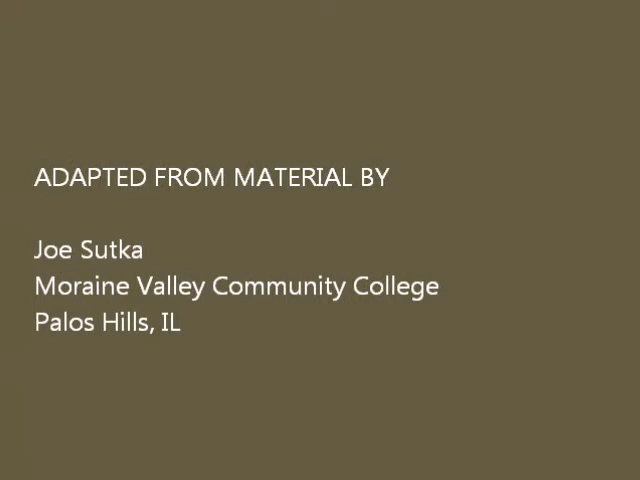 ADAPTED FROM MATERIAL BY
Joe Sutka
Moraine Valley Community College
Palos Hills, IL